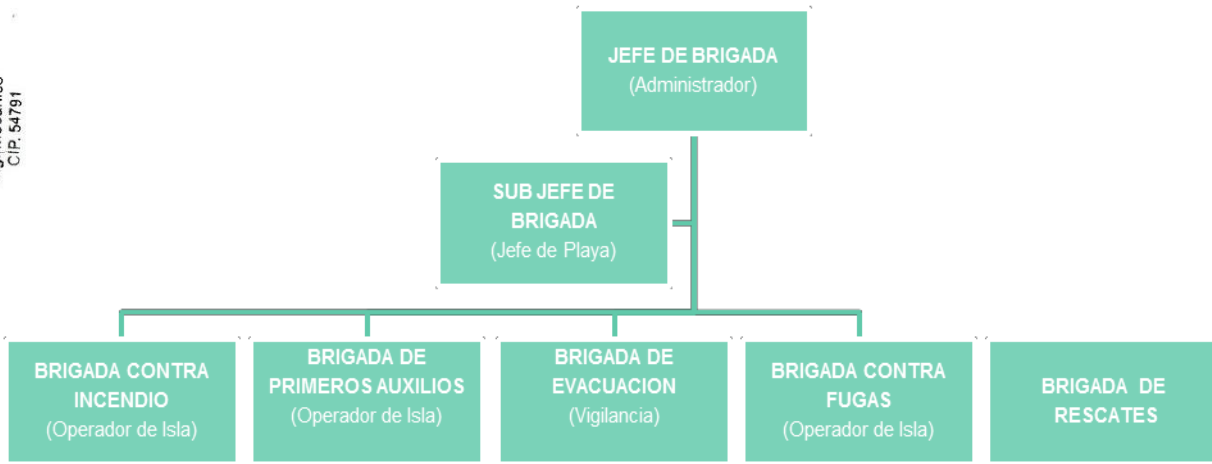 CIP. 54791
JEFE DE BRIGADA
(Administrador)
SUB JEFE DE
BRIGADA
(Jefe de Playa)
BRIGADA CONTRA
INCENDIO
(Operador de Isla)
BRIGADA DE
PRIMEROS AUXILIOS
(Operador de Isla)
BRIGADA DE
EVACUACION
(Vigilancia)
BRIGADA CONTRA
FUGAS
(Operador de Isla)
BRIGADA DE
RESCATES